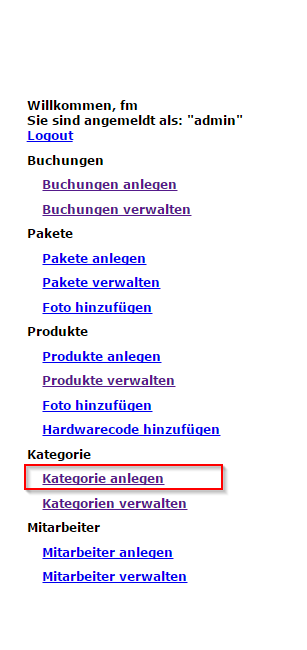 Willkommen, fm
Sie sind angemeldet als: "admin"
Logout
Buchungen
Buchungen anlegen
Buchungen verwalten
Pakete
Pakete anlegen
Pakete verwalten
Foto hinzufügen
Produkte
Produkte anlegen
Produkte verwalten
Foto hinzufügen
Hardwarecode hinzufügen
Kategorie
Kategorie anlegen
Kategorien verwalten
Mitarbeiter
Mitarbeiter anlegen
Mitarbeiter verwalten